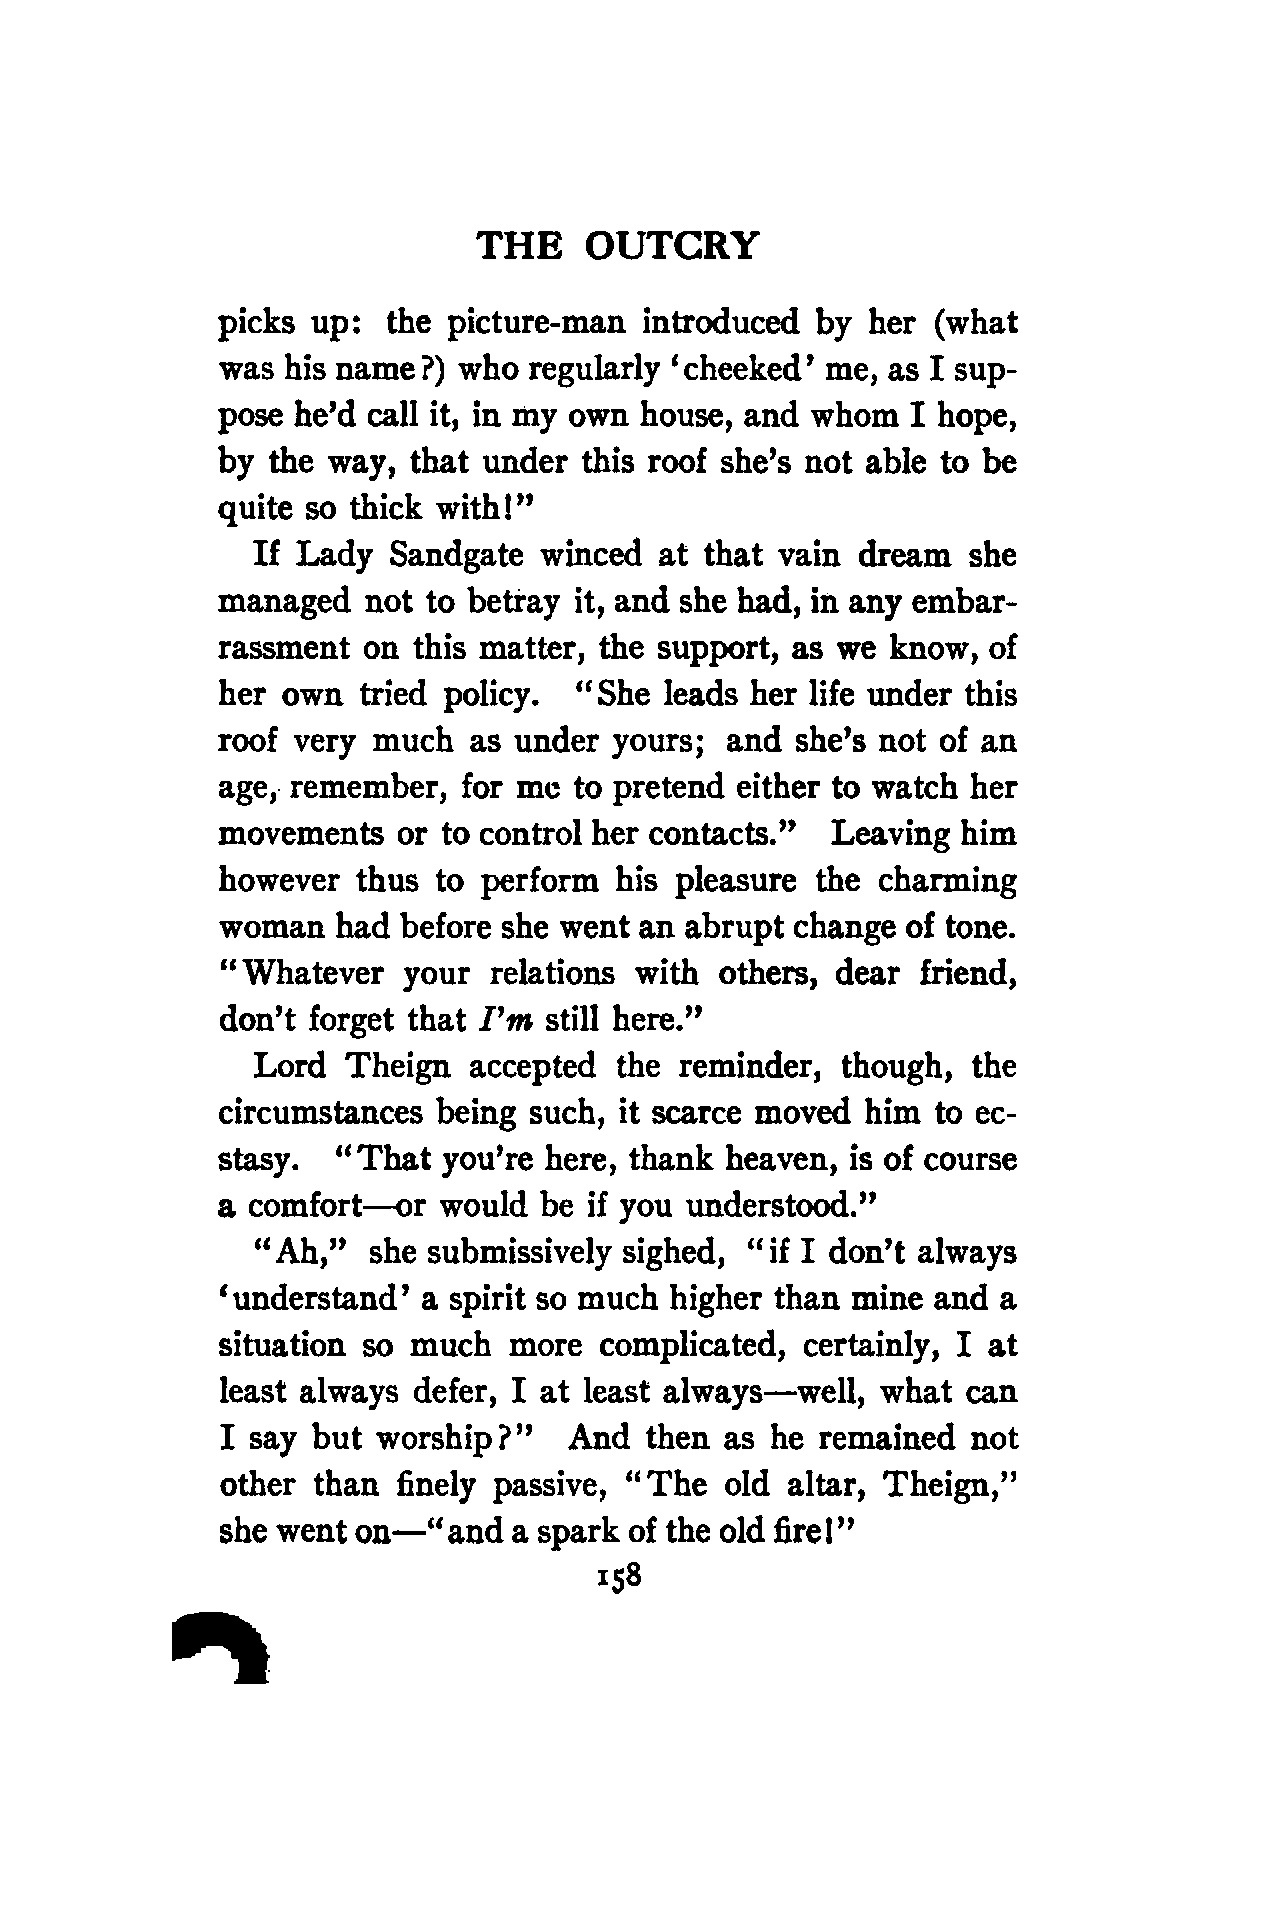 THE OUTCRY
picks up: the picture-man introduced by her (what
was his name?) who regularly ‘cheeked’ me, as I sup-
pose he’d call it, in my own house, and whom I hope,
by the way, that under this roof she’s not able to be
quite so thick with!”
If Lady Sandgate winced at that vain dream she
managed not to betray it, and she had, in any embar-
rassment on this matter, the support, as we know, of
her own tried policy. “She leads her life under this
roof very much as under yours; and she’s not of an
age, remember, for me to pretend either to watch her
movements or to control her contacts.” Leaving him
however thus to perform his pleasure the charming
woman had before she went an abrupt change of tone.
“Whatever your relations with others, dear friend,
don’t forget that I’m still here.”
Lord Theign accepted the reminder, though, the
circumstances being such, it scarce moved him to ec-
stasy. “That you’re here, thank heaven, is of course
a comfort—or would be if you understood.”
“Ah,” she submissively sighed, “if I don’t always
‘understand’ a spirit so much higher than mine and a
situation so much more complicated, certainly, I at
least always defer, I at least always—well, what can
I say but worship?” And then as he remained not
other than finely passive, “The old altar, Theign,”
she went on—“and a spark of the old fire!”
158